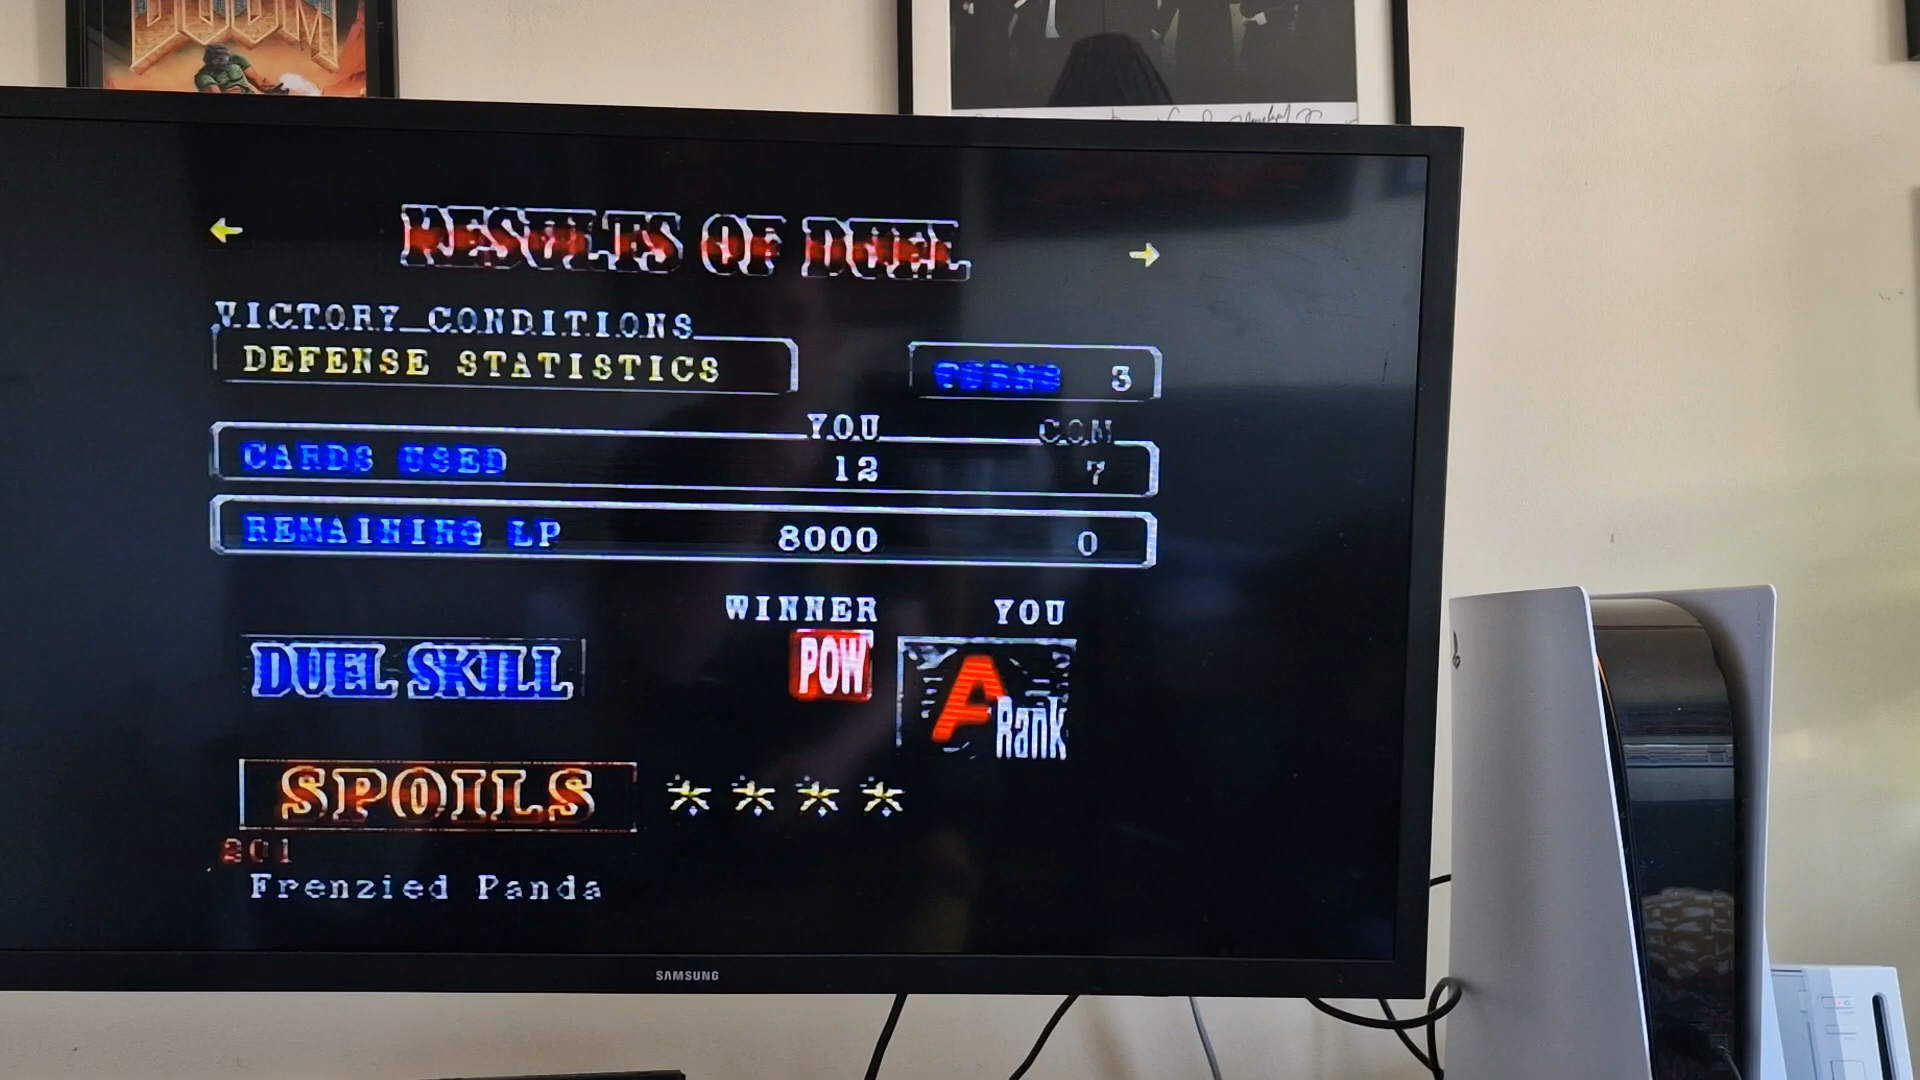 DOOM
RESULTS OF DUEL
VICTORY CONDITIONS
DEFENSE STATISTICS
TURNS 3
YOU COM
CARDS USED 12 7
REMAINING LP 8000 0
WINNER YOU
DUEL SKILL POW A Rank
SPOILS
201
Frenzied Panda
SAMSUNG